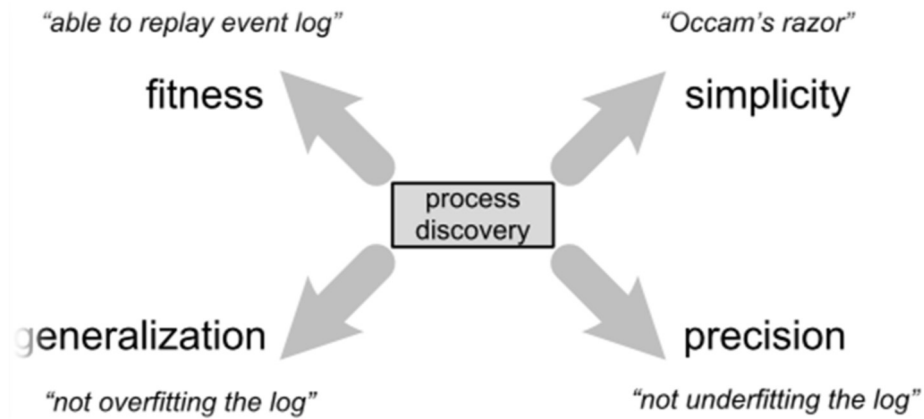 “able to replay event log”
“Occam’s razor”
fitness
simplicity
process
discovery
generalization
precision
“not overfitting the log”
“not underfitting the log”